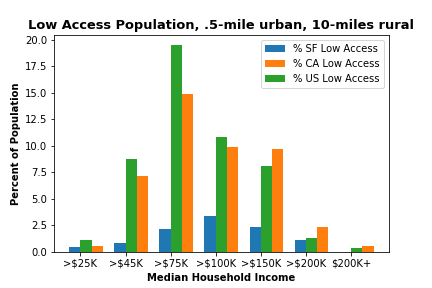 Low Access Population, .5-mile urban, 10-miles rural
% SF Low Access
% CA Low Access
% US Low Access
Percent of Population
20.0
17.5
15.0
12.5
10.0
7.5
5.0
2.5
0.0
>$25K >$45K >$75K >$100K >$150K >$200K $200K+
Median Household Income